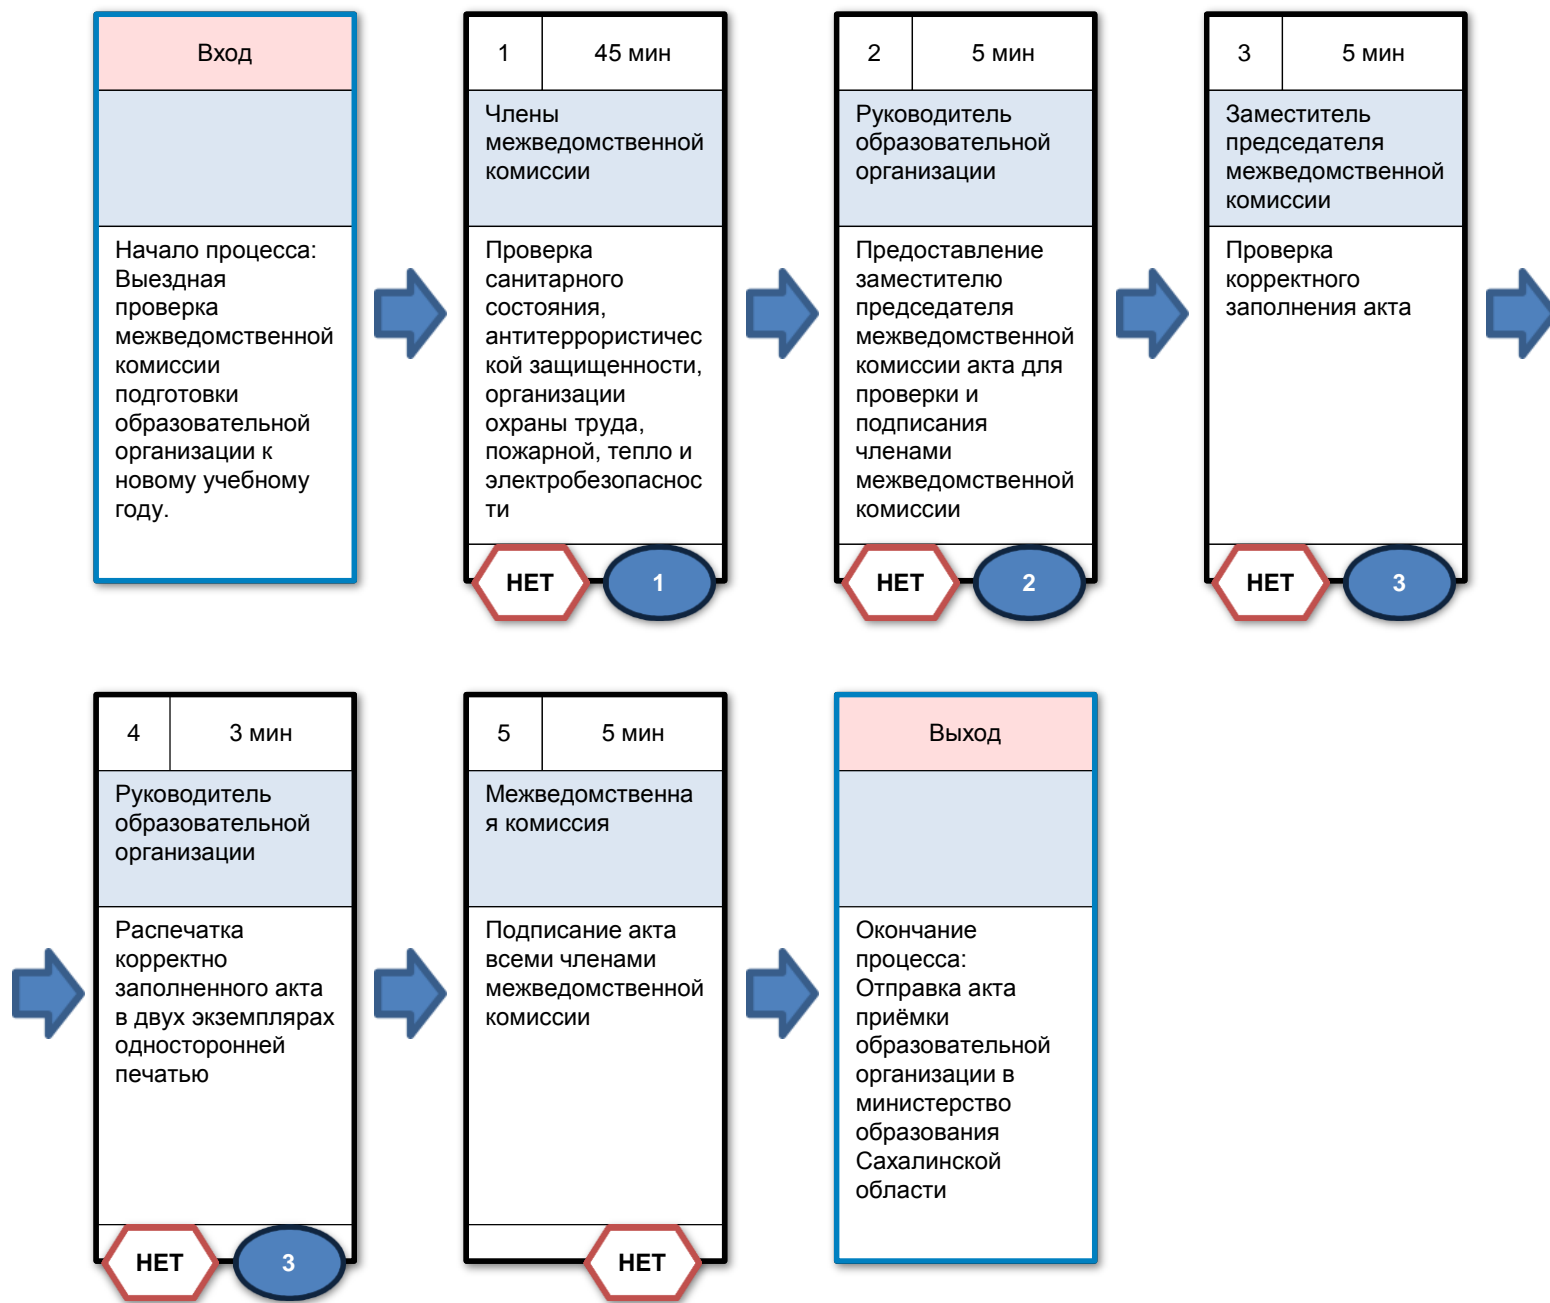 Вход
Начало процесса:
Выездная
проверка
межведомственной
комиссии
подготовки
образовательной
организации к
новому учебному
году.
1
45 мин
Члены
межведомственной
комиссии
Проверка
санитарного
состояния,
антитеррористичес
кой защищенности,
организации
охраны труда,
пожарной, тепло и
электробезопаснос
ти
НЕТ
1
2
5 мин
Руководитель
образовательной
организации
Предоставление
заместителю
председателя
межведомственной
комиссии акта для
проверки и
подписания
членами
межведомственной
комиссии
НЕТ
2
3
5 мин
Заместитель
председателя
межведомственной
комиссии
Проверка
корректного
заполнения акта
НЕТ
3
4
3 мин
Руководитель
образовательной
организации
Распечатка
корректно
заполненного акта
в двух экземплярах
односторонней
печатью
НЕТ
3
5
5 мин
Межведомственна
я комиссия
Подписание акта
всеми членами
межведомственной
комиссии
НЕТ
Выход
Окончание
процесса:
Отправка акта
приёмки
образовательной
организации в
министерство
образования
Сахалинской
области